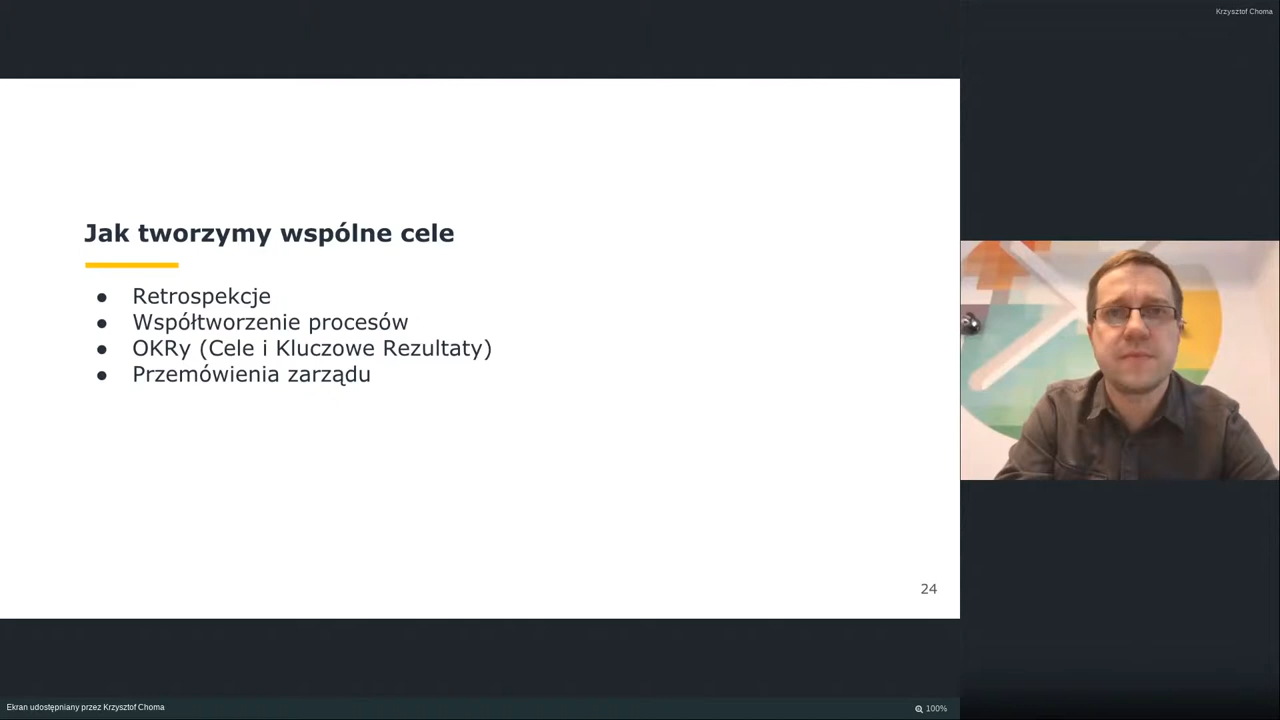 Krzysztof Choma
Jak tworzymy wspólne cele
● Retrospekcje
● Współtworzenie procesów
● OKRy (Cele i Kluczowe Rezultaty)
● Przemówienia zarządu
24
Ekran udostępniany przez Krzysztof Choma
100%